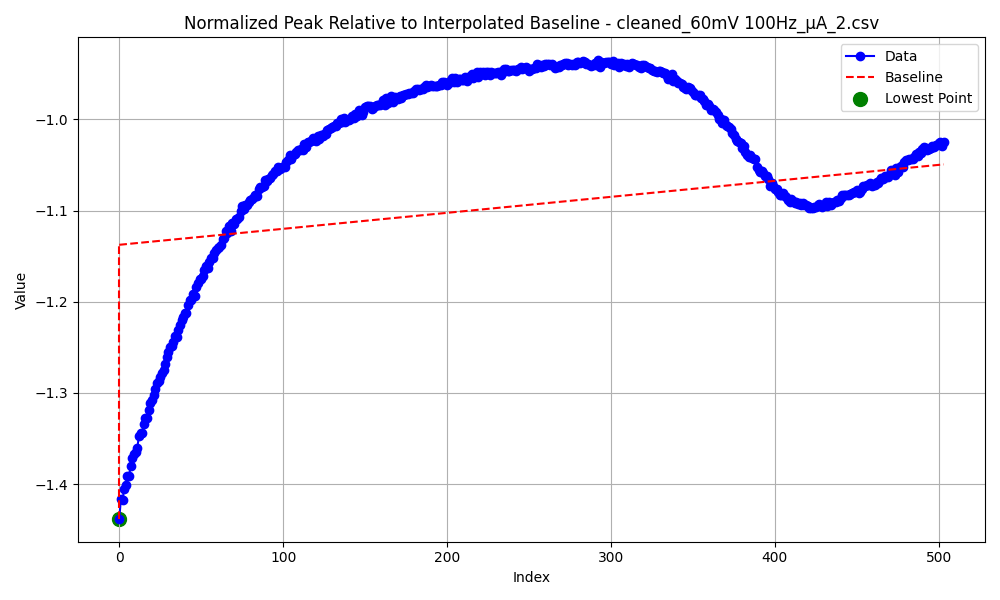 Normalized Peak Relative to Interpolated Baseline - cleaned_60mV 100Hz_µA_2.csv
Data
Baseline
Lowest Point
−1.0
−1.1
−1.2
−1.3
−1.4
Value
0 100 200 300 400 500
Index